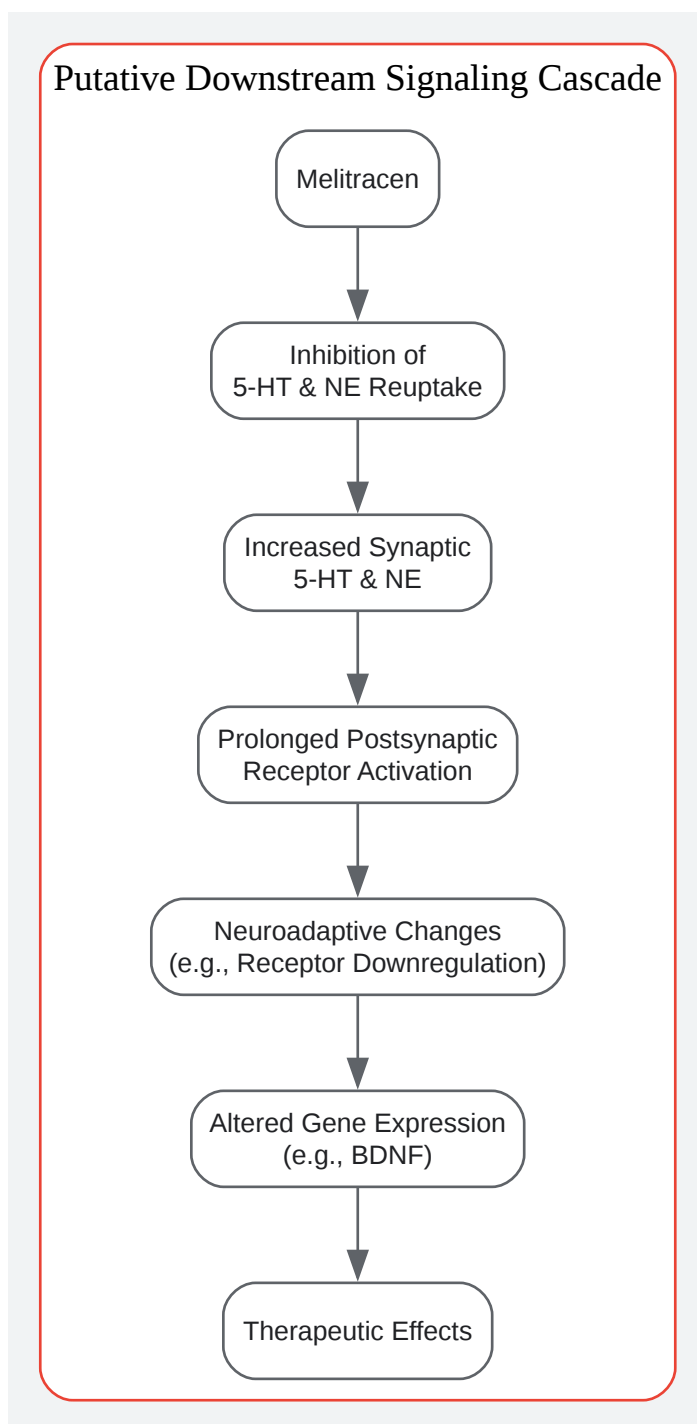 Putative Downstream Signaling Cascade
Melitracen
Inhibition of
5-HT & NE Reuptake
Increased Synaptic
5-HT & NE
Prolonged Postsynaptic
Receptor Activation
Neuroadaptive Changes
(e.g., Receptor Downregulation)
Altered Gene Expression
(e.g., BDNF)
Therapeutic Effects